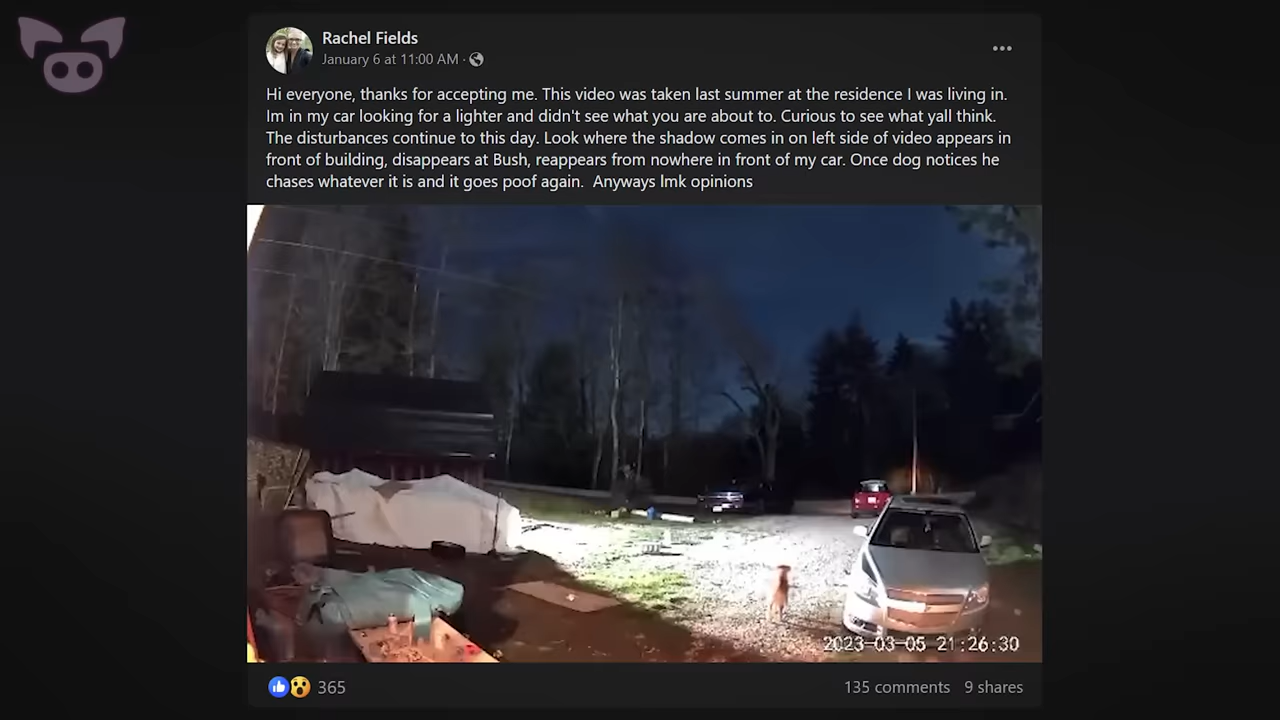 Rachel Fields
January 6 at 11:00 AM ·
Hi everyone, thanks for accepting me. This video was taken last summer at the residence I was living in.
Im in my car looking for a lighter and didn't see what you are about to. Curious to see what yall think.
The disturbances continue to this day. Look where the shadow comes in on left side of video appears in
front of building, disappears at Bush, reappears from nowhere in front of my car. Once dog notices he
chases whatever it is and it goes poof again.  Anyways lmk opinions
2023-03-05 21:26:30
365
135 comments 9 shares